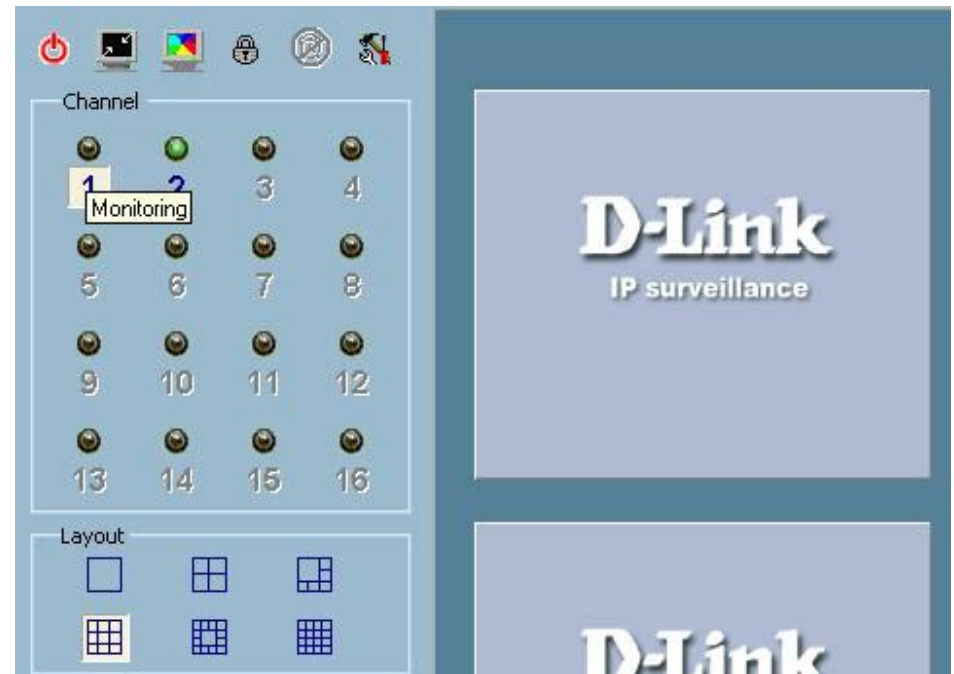 Channel
1 2 3 4
Monitoring
5 6 7 8
9 10 11 12
13 14 15 16
Layout
D-Link
IP surveillance
D-Link